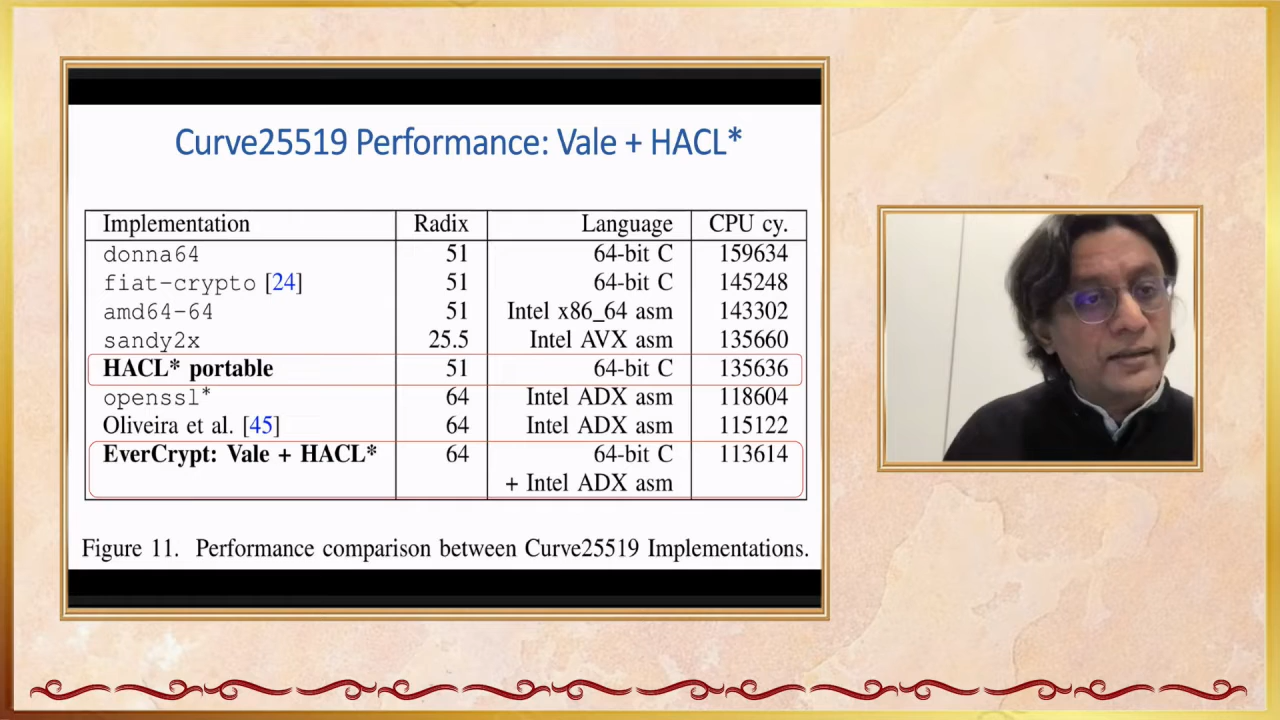 Curve25519 Performance: Vale + HACL*
Implementation Radix Language CPU cy.
donna64 51 64-bit C 159634
fiat-crypto [24] 51 64-bit C 145248
amd64-64 51 Intel x86_64 asm 143302
sandy2x 25.5 Intel AVX asm 135660
HACL* portable 51 64-bit C 135636
openssl* 64 Intel ADX asm 118604
Oliveira et al. [45] 64 Intel ADX asm 115122
EverCrypt: Vale + HACL* 64 64-bit C 113614
+ Intel ADX asm
Figure 11. Performance comparison between Curve25519 Implementations.